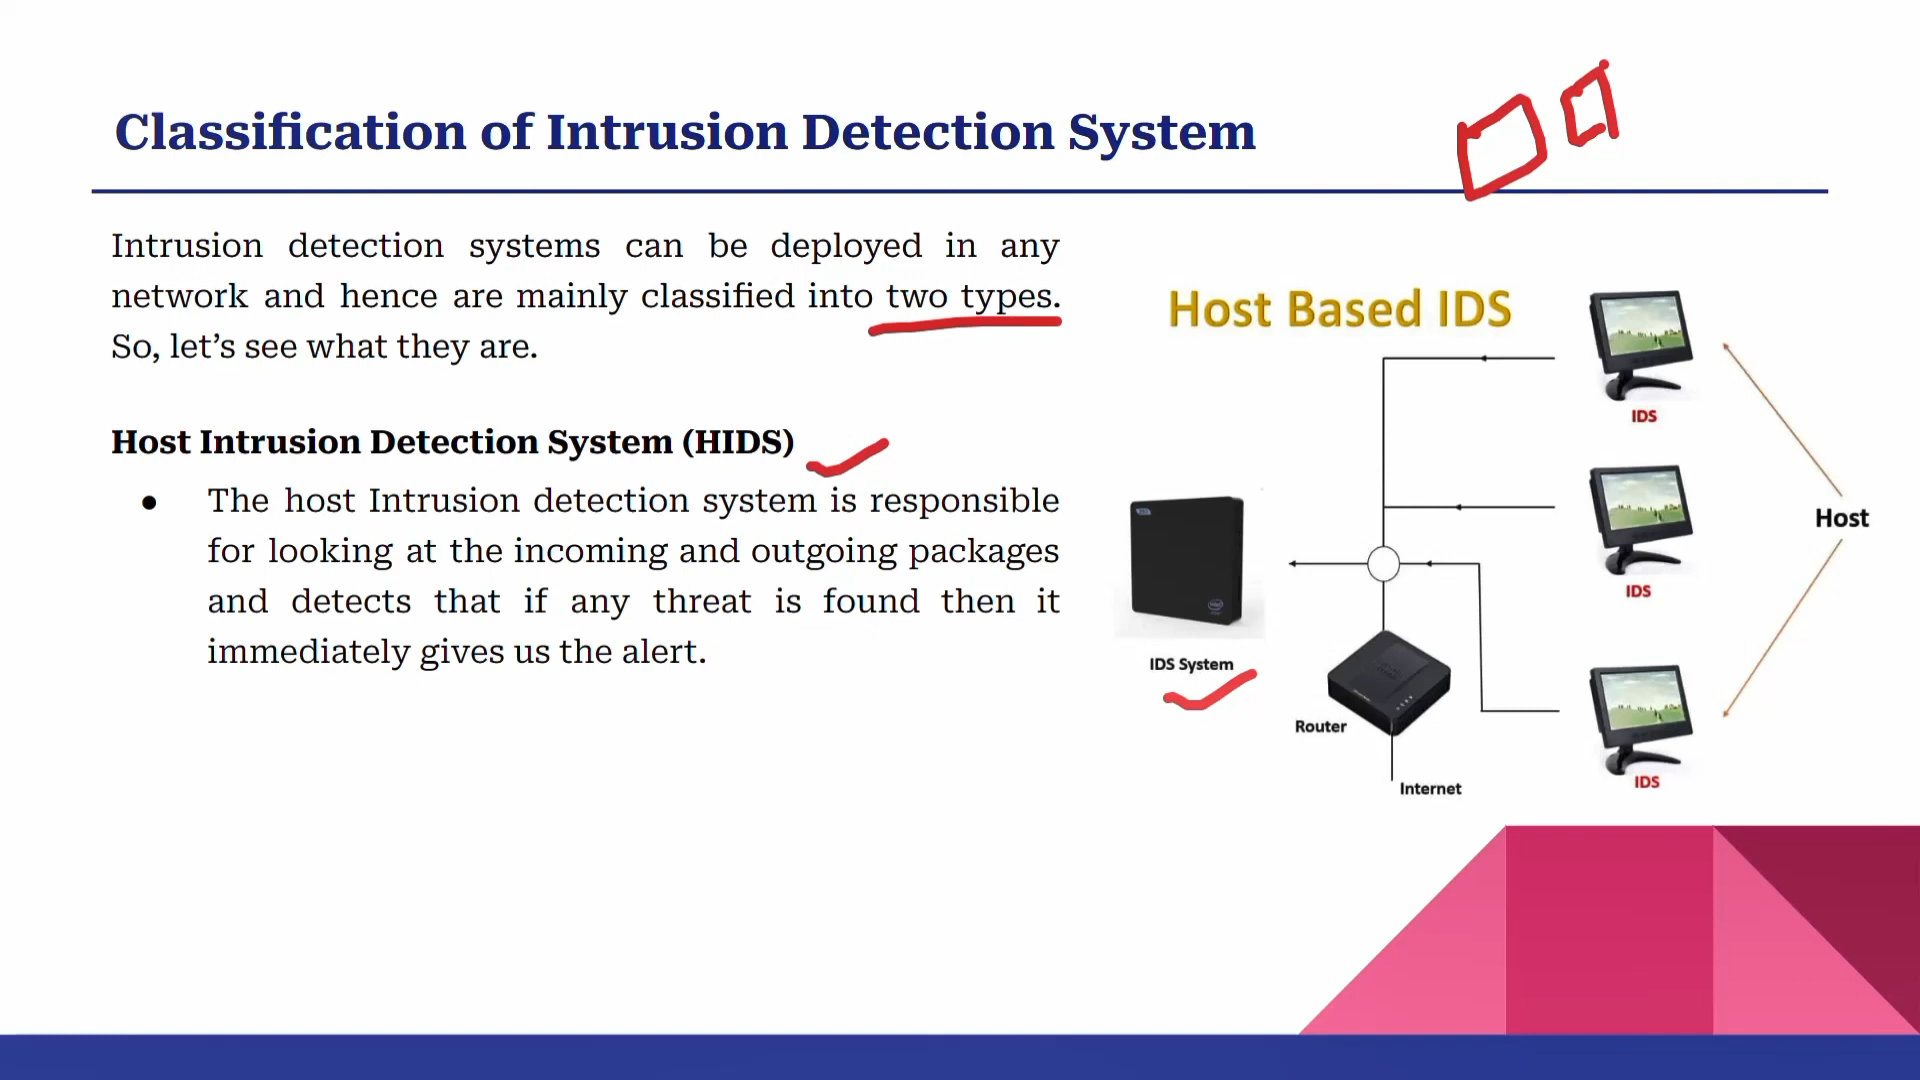 Classification of Intrusion Detection System
Intrusion detection systems can be deployed in any
network and hence are mainly classified into two types.
So, let’s see what they are.
Host Intrusion Detection System (HIDS)
● The host Intrusion detection system is responsible
for looking at the incoming and outgoing packages
and detects that if any threat is found then it
immediately gives us the alert.
Host Based IDS
IDS
IDS
Host
IDS System
Router
IDS
Internet